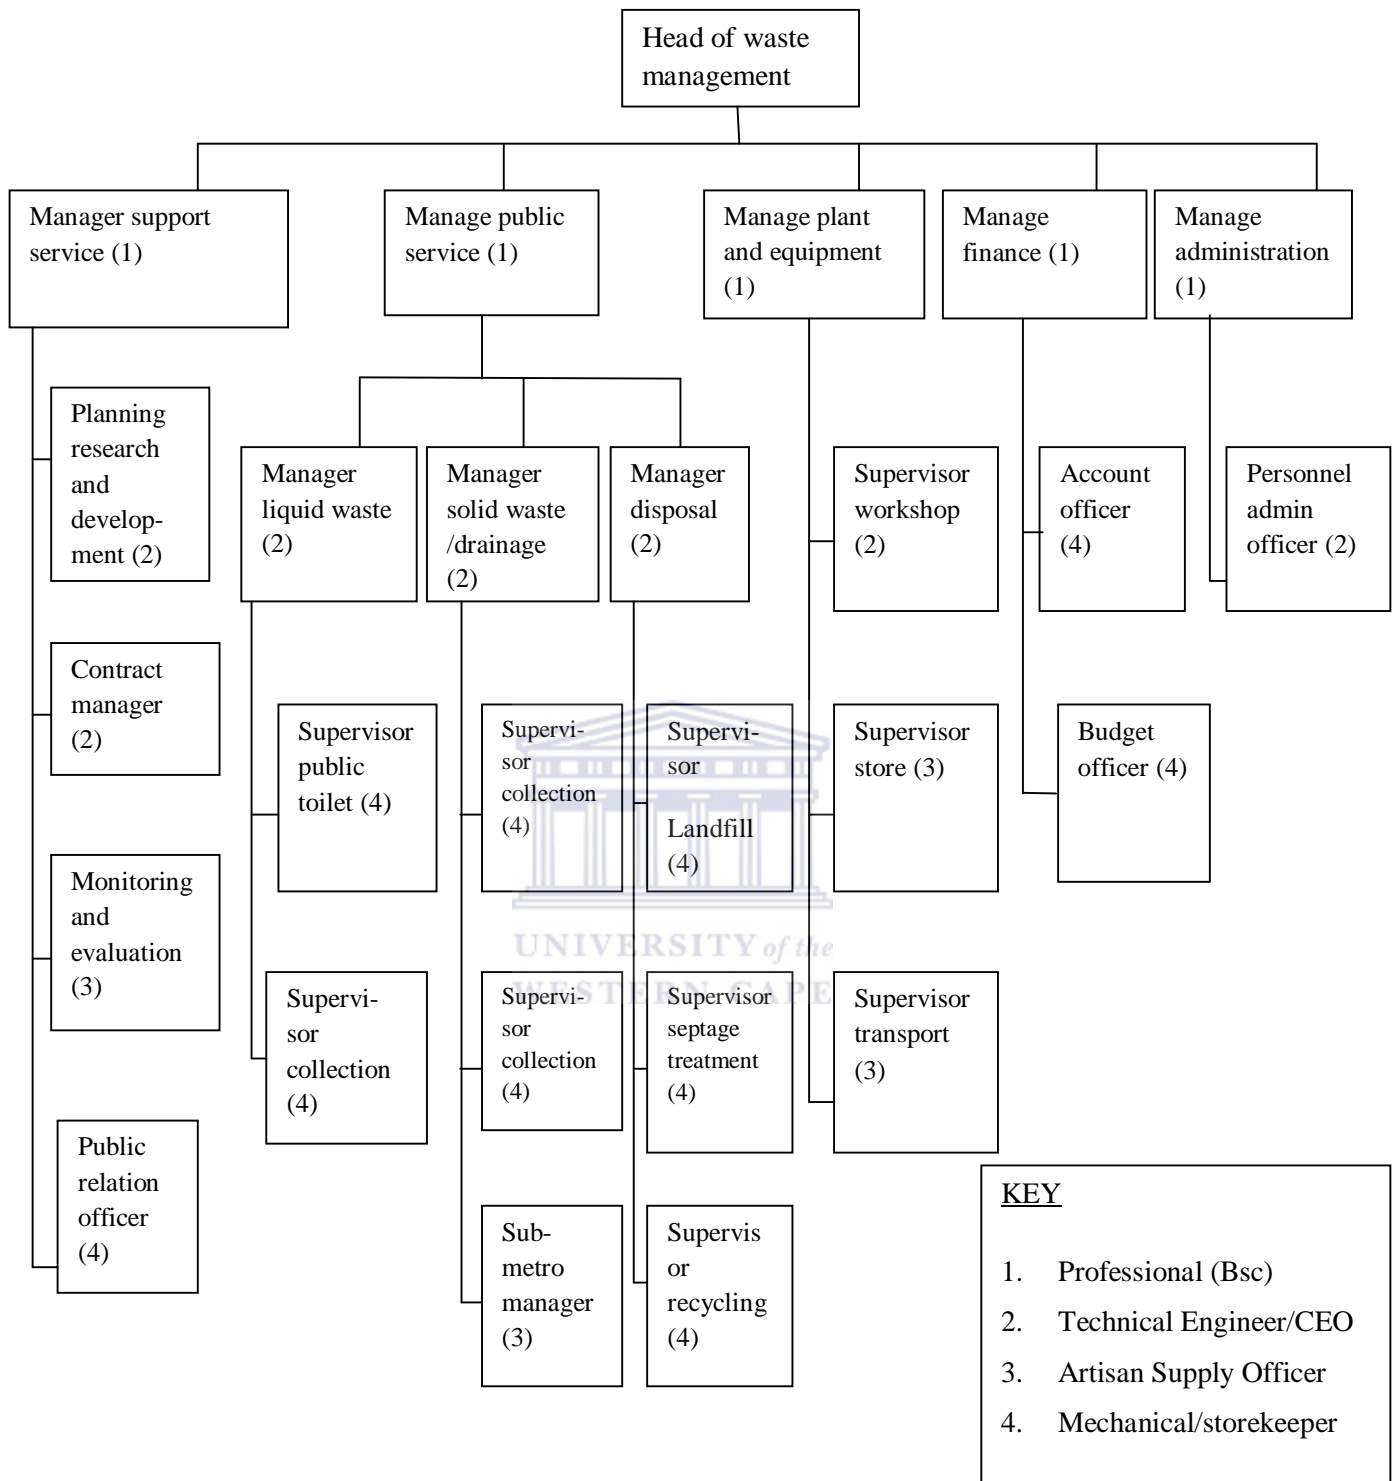 Head of waste
management
Manager support
service (1)
Manage public
service (1)
Manage plant
and equipment
(1)
Manage
finance (1)
Manage
administration
(1)
Planning
research
and
develop-
ment (2)
Contract
manager
(2)
Monitoring
and
evaluation
(3)
Public
relation
officer
(4)
Manager
liquid waste
(2)
Manager
solid waste
/drainage
(2)
Manager
disposal
(2)
Supervisor
public
toilet (4)
Supervi-
sor
collection
(4)
Supervi-
sor
collection
(4)
Supervi-
sor
collection
(4)
Sub-
metro
manager
(3)
Supervi-
sor
Landfill
(4)
Supervisor
septage
treatment
(4)
Supervis
or
recycling
(4)
Supervisor
workshop
(2)
Supervisor
store (3)
Supervisor
transport
(3)
Account
officer
(4)
Budget
officer (4)
Personnel
admin
officer (2)
UNIVERSITY of the
WESTERN CAPE
KEY
1. Professional (Bsc)
2. Technical Engineer/CEO
3. Artisan Supply Officer
4. Mechanical/storekeeper